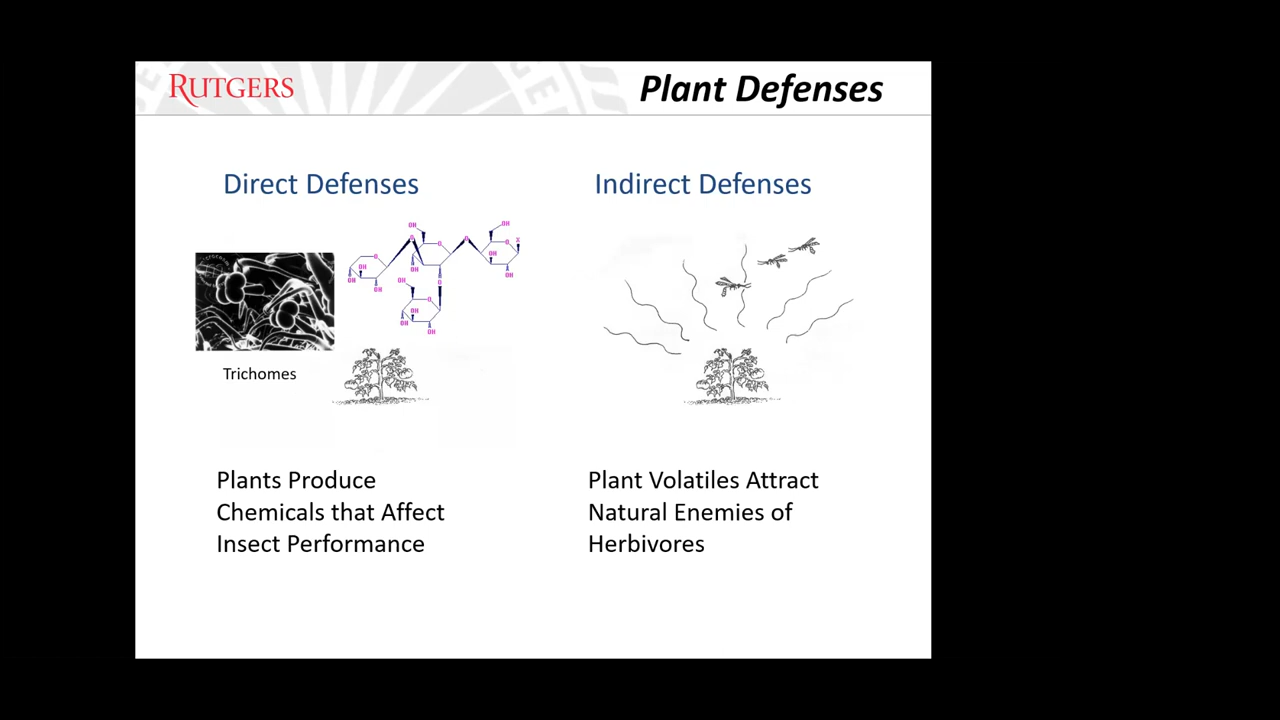 RUTGERS
Plant Defenses
Direct Defenses
Indirect Defenses
Trichomes
Plants Produce
Chemicals that Affect
Insect Performance
Plant Volatiles Attract
Natural Enemies of
Herbivores